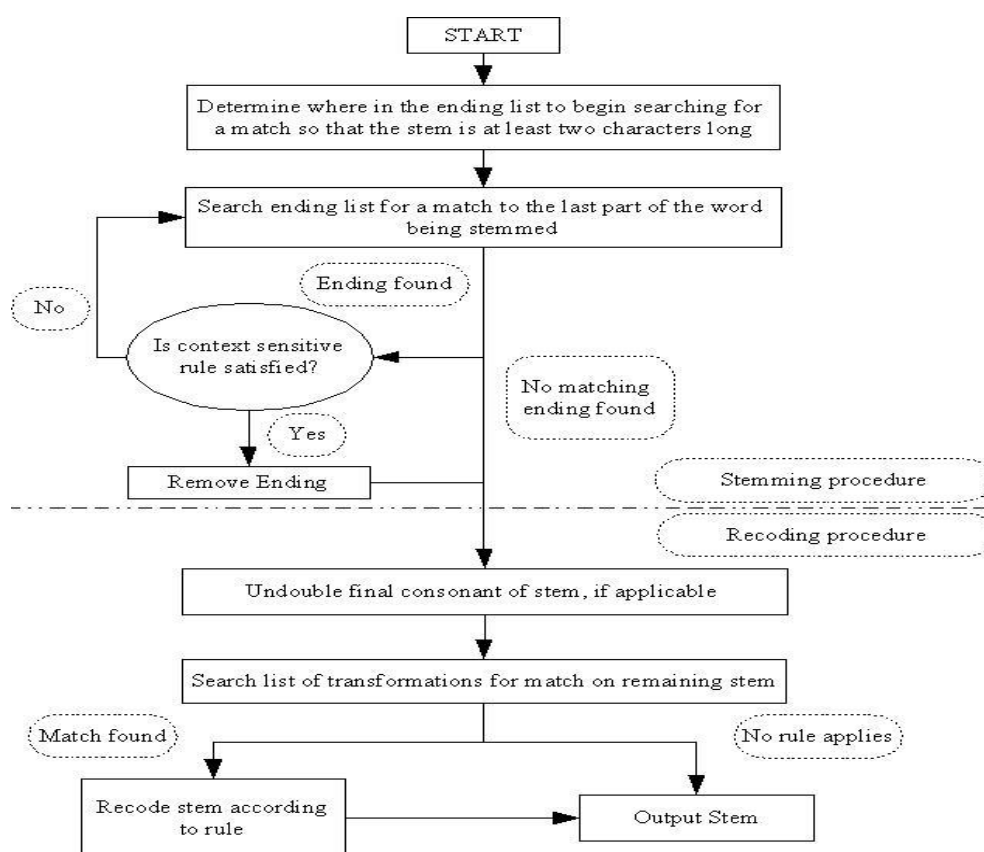 START
Determine where in the ending list to begin searching for
a match so that the stem is at least two characters long
Search ending list for a match to the last part of the word
being stemmed
Ending found
No
Is context sensitive
rule satisfied?
No matching
ending found
Yes
Remove Ending
Stemming procedure
Recoding procedure
Undouble final consonant of stem, if applicable
Search list of transformations for match on remaining stem
Match found
No rule applies
Recode stem according
to rule
Output Stem